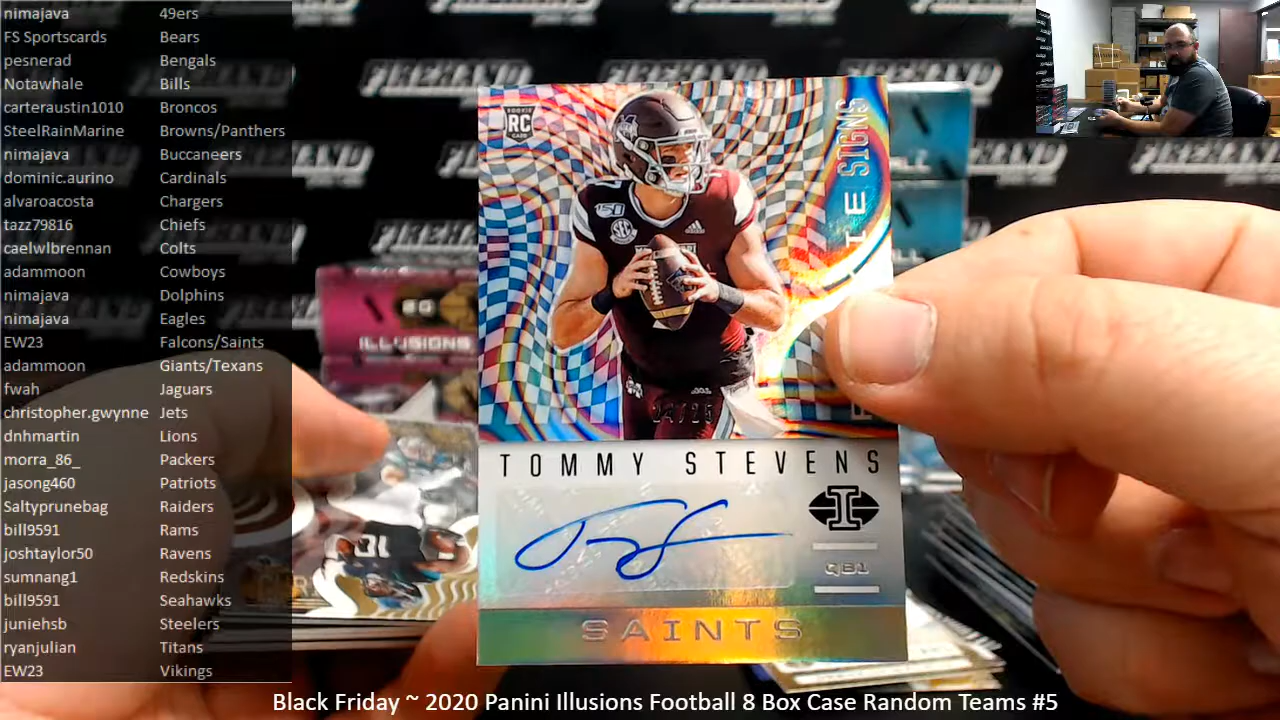 nimajava 49ers
FS Sportscards Bears
pesnerad Bengals
Notawhale Bills
carteraustin1010 Broncos
SteelRainMarine Browns/Panthers
nimajava Buccaneers
dominic.aurino Cardinals
alvaroacosta Chargers
tazz79816 Chiefs
caelwlbrennan Colts
adammoon Cowboys
nimajava Dolphins
nimajava Eagles
EW23 Falcons/Saints
adammoon Giants/Texans
fwah Jaguars
christopher.gwynne Jets
dnhmartin Lions
morra_86_ Packers
jasong460 Patriots
Saltyprunebag Raiders
bill9591 Rams
joshtaylor50 Ravens
sumnang1 Redskins
bill9591 Seahawks
juniehsb Steelers
ryanjulian Titans
EW23 Vikings
FIREHAND
ILLUSIONS
ROOKIE
RC
CARD
SIGNS
150
SEC
TOMMY STEVENS
I
QB1
SAINTS
Black Friday ~ 2020 Panini Illusions Football 8 Box Case Random Teams #5